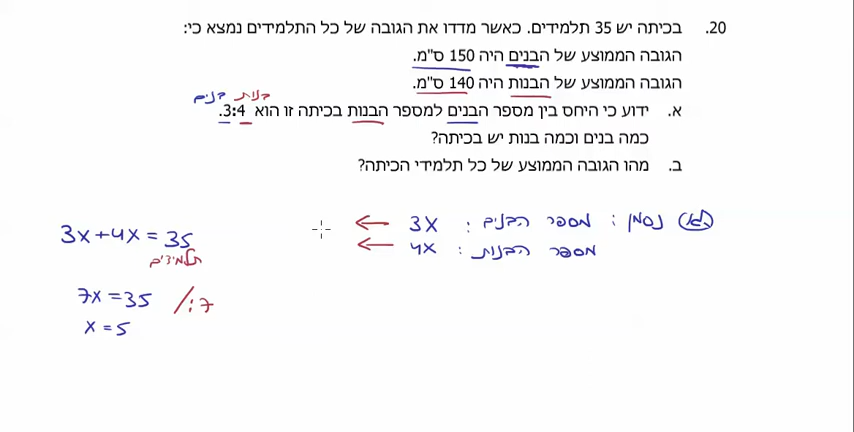 20. בכיתה יש 35 תלמידים. כאשר מדדו את הגובה של כל התלמידים נמצא כי:
הגובה הממוצע של הבנים היה 150 ס"מ.
הגובה הממוצע של הבנות היה 140 ס"מ.
בנות בנים
א. ידוע כי היחס בין מספר הבנים למספר הבנות בכיתה זו הוא 3:4.
כמה בנים וכמה בנות יש בכיתה?
ב. מהו הגובה הממוצע של כל תלמידי הכיתה?
נסמן: מספר הבנים: 3X ←
מספר הבנות: 4X ←
3X+4X=35
תלמידים
7X=35 /:7
X=5